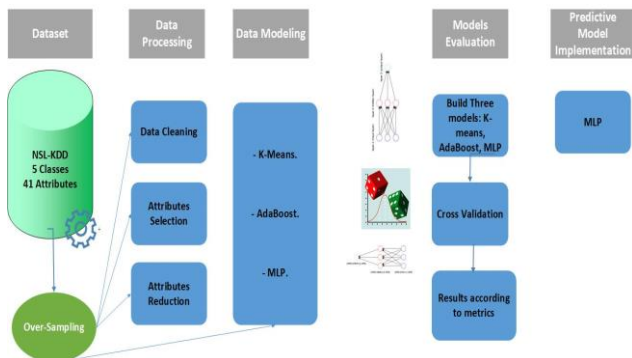 Dataset
Data
Processing
Data Modeling
Models
Evaluation
Predictive
Model
Implementation
NSL-KDD
5 Classes
41 Attributes
Over-Sampling
Data Cleaning
Attributes
Selection
Attributes
Reduction
- K-Means.
- AdaBoost.
- MLP.
Build Three
models: K-
means,
AdaBoost, MLP
Cross Validation
Results according
to metrics
MLP